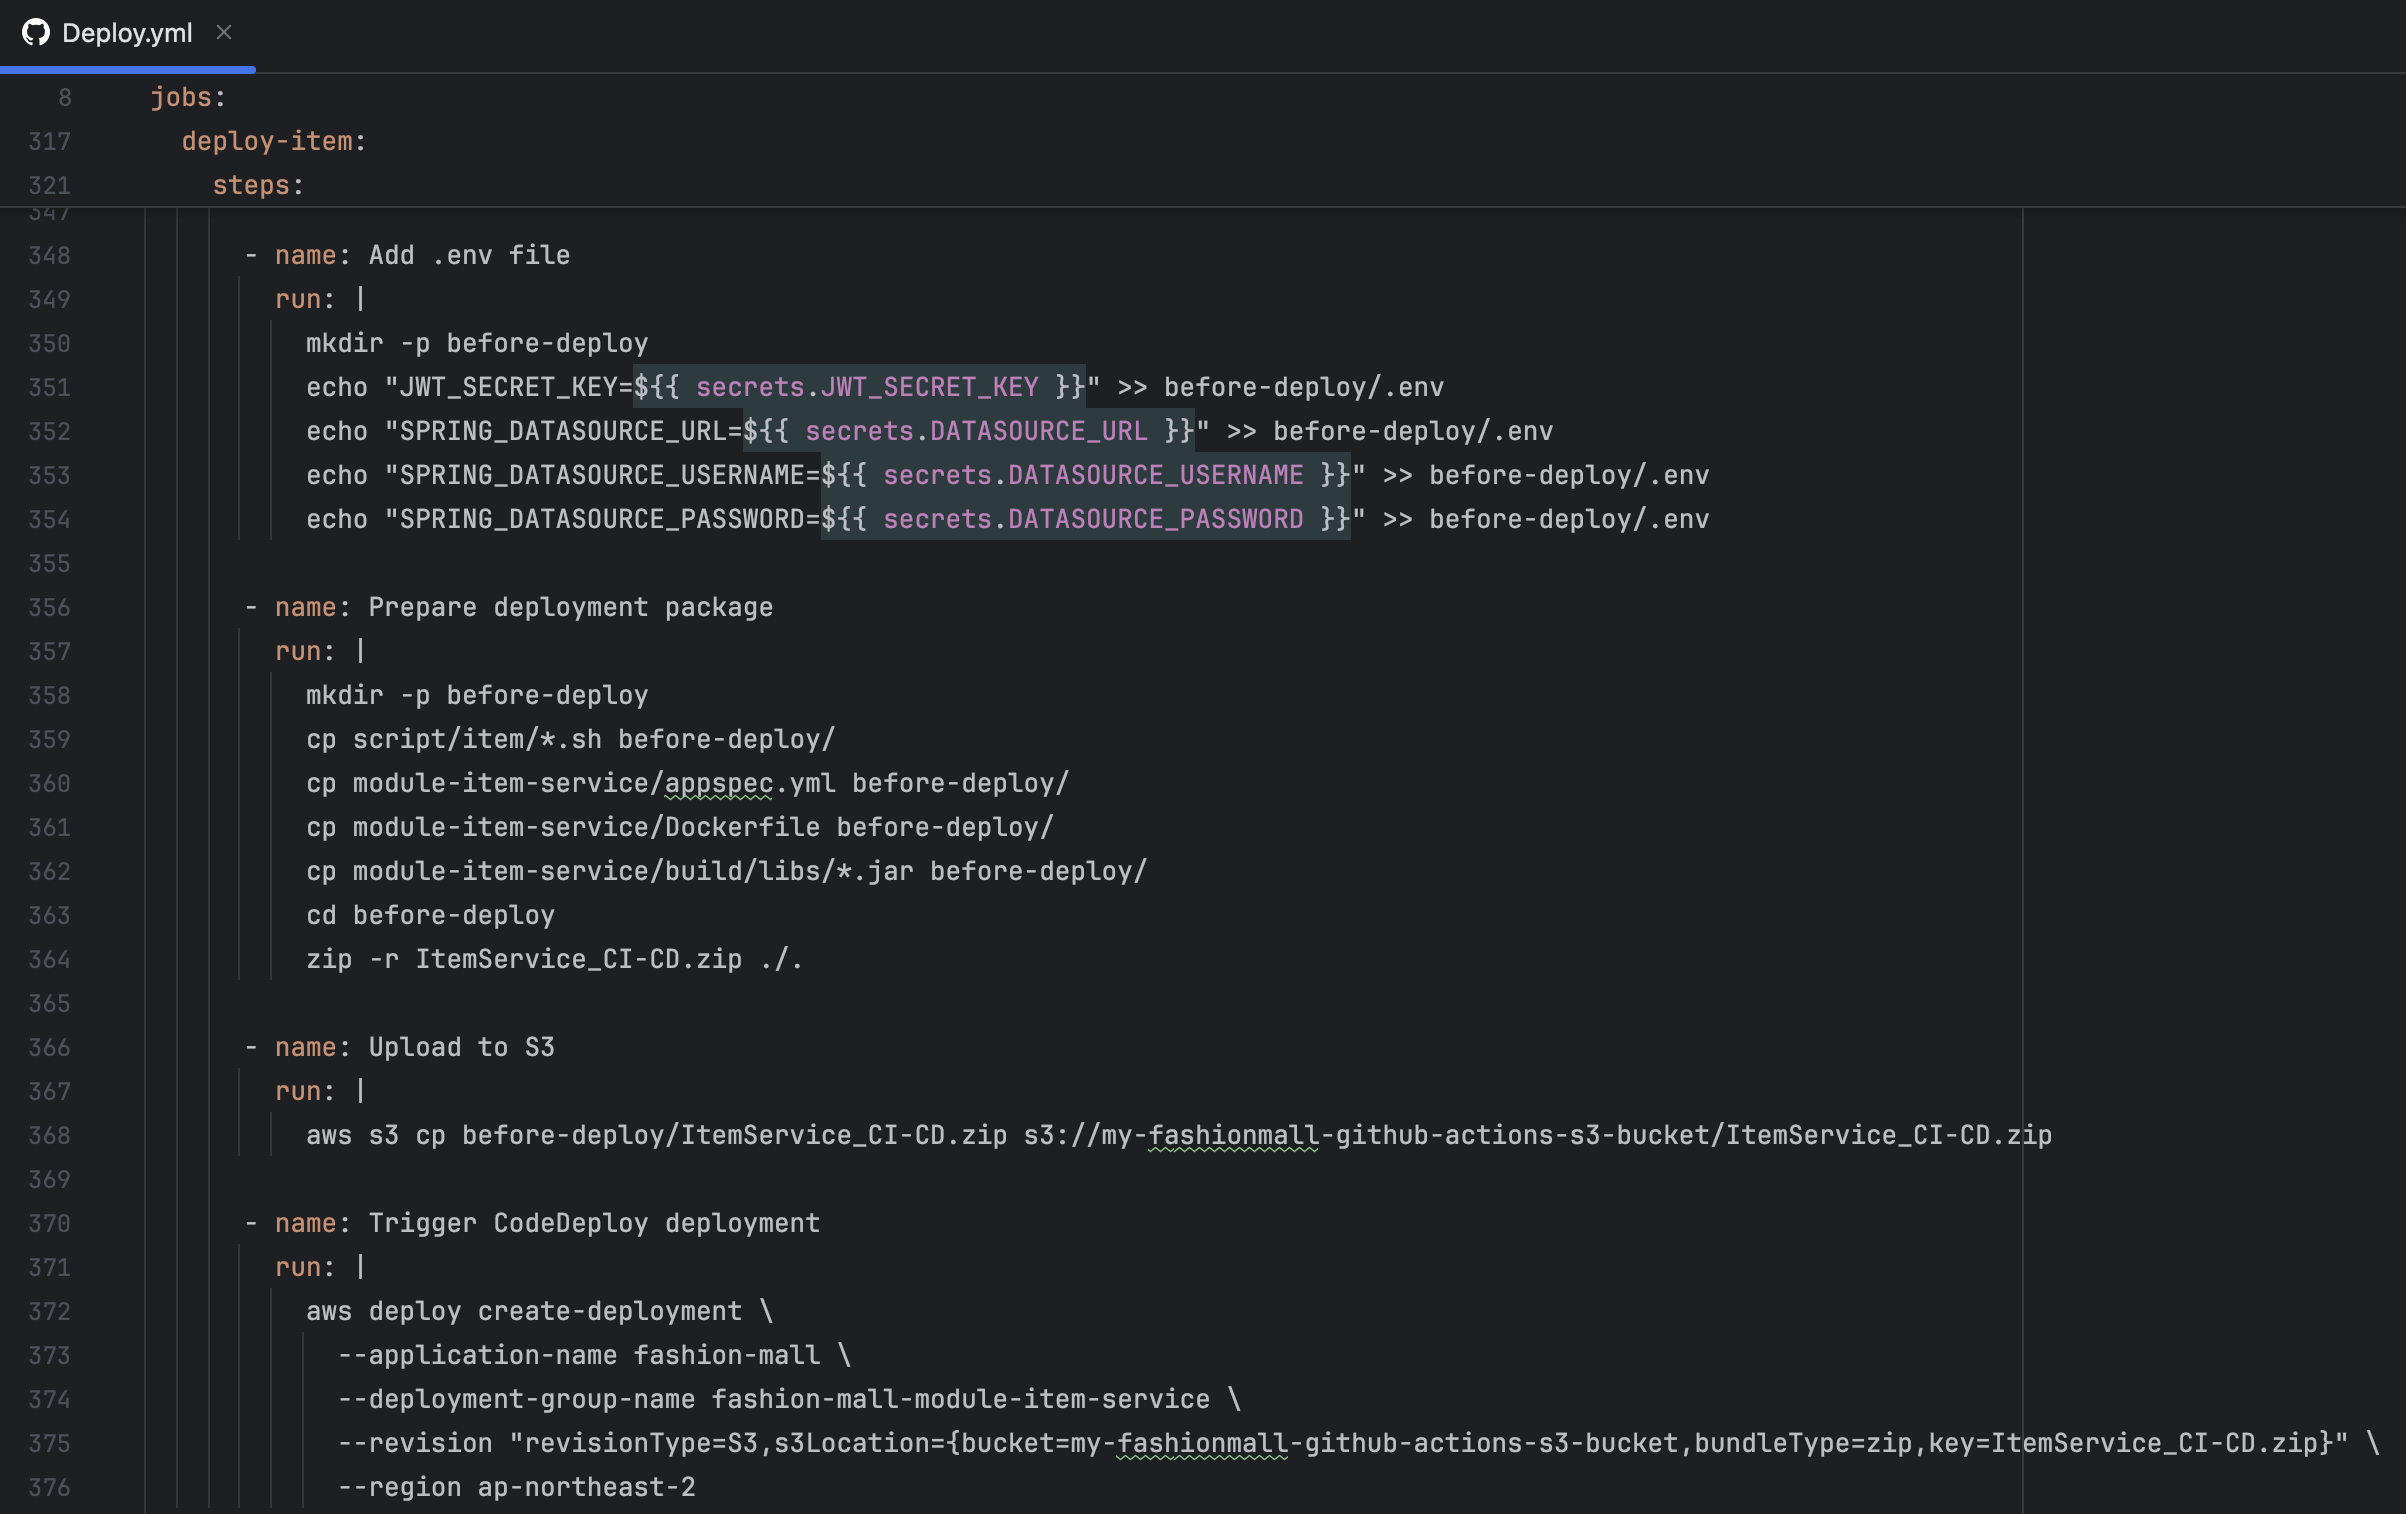 Deploy.yml
8 jobs:
317 deploy-item:
321 steps:
347
348 - name: Add .env file
349 run: |
350 mkdir -p before-deploy
351 echo "JWT_SECRET_KEY=${{ secrets.JWT_SECRET_KEY }}" >> before-deploy/.env
352 echo "SPRING_DATASOURCE_URL=${{ secrets.DATASOURCE_URL }}" >> before-deploy/.env
353 echo "SPRING_DATASOURCE_USERNAME=${{ secrets.DATASOURCE_USERNAME }}" >> before-deploy/.env
354 echo "SPRING_DATASOURCE_PASSWORD=${{ secrets.DATASOURCE_PASSWORD }}" >> before-deploy/.env
355
356 - name: Prepare deployment package
357 run: |
358 mkdir -p before-deploy
359 cp script/item/*.sh before-deploy/
360 cp module-item-service/appspec.yml before-deploy/
361 cp module-item-service/Dockerfile before-deploy/
362 cp module-item-service/build/libs/*.jar before-deploy/
363 cd before-deploy
364 zip -r ItemService_CI-CD.zip ./.
365
366 - name: Upload to S3
367 run: |
368 aws s3 cp before-deploy/ItemService_CI-CD.zip s3://my-fashionmall-github-actions-s3-bucket/ItemService_CI-CD.zip
369
370 - name: Trigger CodeDeploy deployment
371 run: |
372 aws deploy create-deployment \
373 --application-name fashion-mall \
374 --deployment-group-name fashion-mall-module-item-service \
375 --revision "revisionType=S3,s3Location={bucket=my-fashionmall-github-actions-s3-bucket,bundleType=zip,key=ItemService_CI-CD.zip}" \
376 --region ap-northeast-2